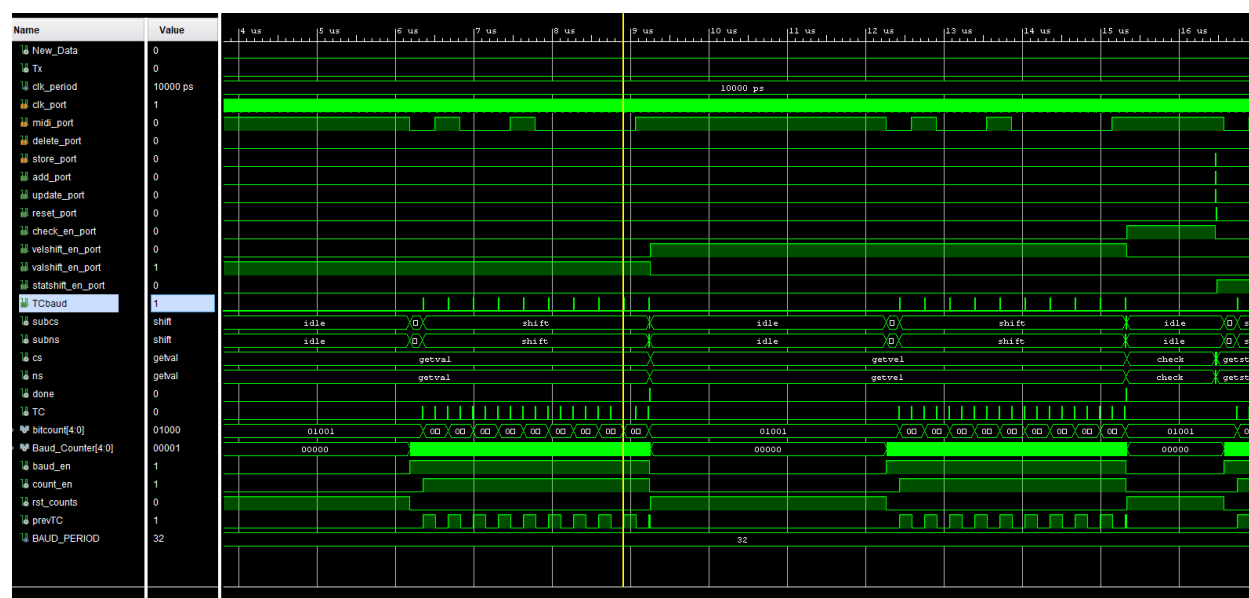 Name Value 4 us 5 us 6 us 7 us 8 us 9 us 10 us 11 us 12 us 13 us 14 us 15 us 16 us
New_Data 0
Tx 0
clk_period 10000 ps 10000 ps
clk_port 1
midi_port 0
delete_port 0
store_port 0
add_port 0
update_port 0
reset_port 0
check_en_port 0
velshift_en_port 0
valshift_en_port 1
statshift_en_port 0
TCbaud 1
subcs shift idle shift idle shift idle s
subns shift idle shift idle shift idle s
cs getval getval getvel check getst
ns getval getval getvel check getst
done 0
TC 0
bitcount[4:0] 01000 01001 01001 01001
Baud_Counter[4:0] 00001 00000 00000 00000
baud_en 1
count_en 1
rst_counts 0
prevTC 1
BAUD_PERIOD 32 32